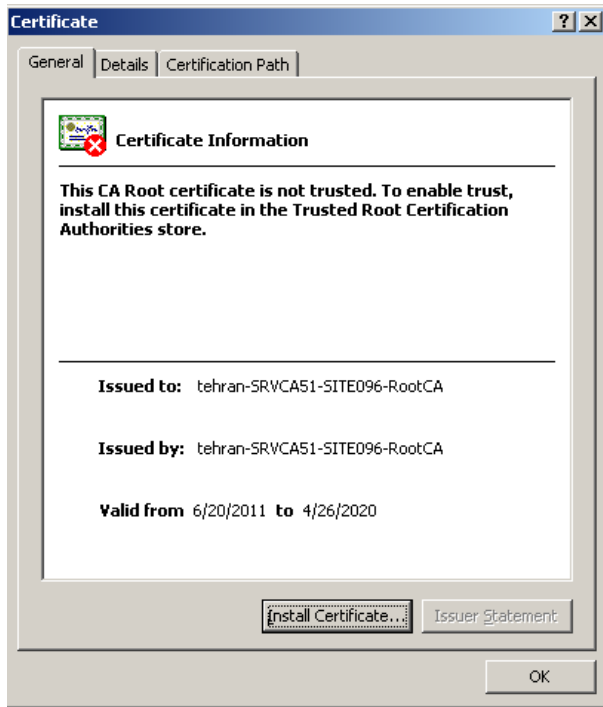 Certificate
General Details Certification Path
Certificate Information
This CA Root certificate is not trusted. To enable trust,
install this certificate in the Trusted Root Certification
Authorities store.
Issued to: tehran-SRVCA51-SITE096-RootCA
Issued by: tehran-SRVCA51-SITE096-RootCA
Valid from 6/20/2011 to 4/26/2020
Install Certificate... Issuer Statement
OK